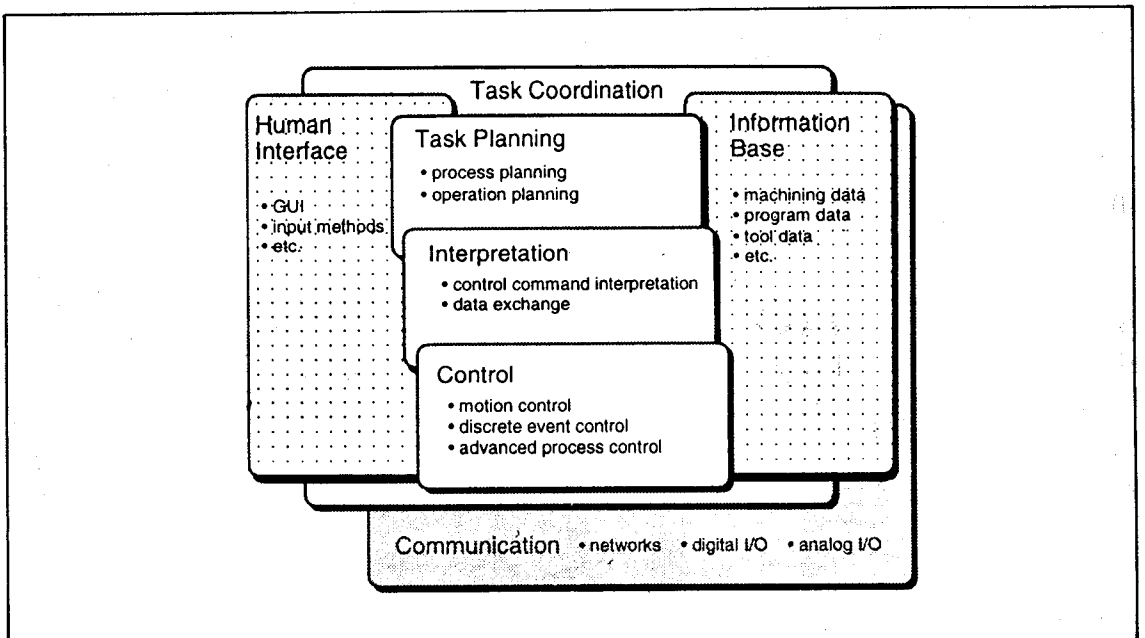 Task Coordination
Human
Interface
• GUI
• input methods
• etc.
Task Planning
• process planning
• operation planning
Interpretation
• control command interpretation
• data exchange
Control
• motion control
• discrete event control
• advanced process control
Information
Base
• machining data
• program data
• tool data
• etc.
Communication • networks • digital I/O • analog I/O